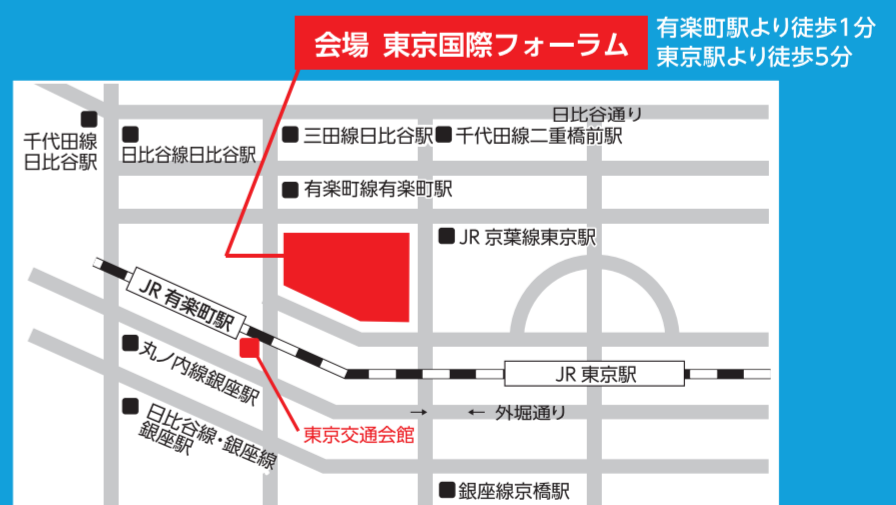 会場 東京国際フォーラム
有楽町駅より徒歩1分
東京駅より徒歩5分
日比谷通り
千代田線
日比谷駅
日比谷線日比谷駅
三田線日比谷駅
千代田線二重橋前駅
有楽町線有楽町駅
JR 京葉線東京駅
JR 有楽町駅
丸ノ内線銀座駅
JR 東京駅
→ ← 外堀通り
日比谷線・銀座線
銀座駅
東京交通会館
銀座線京橋駅